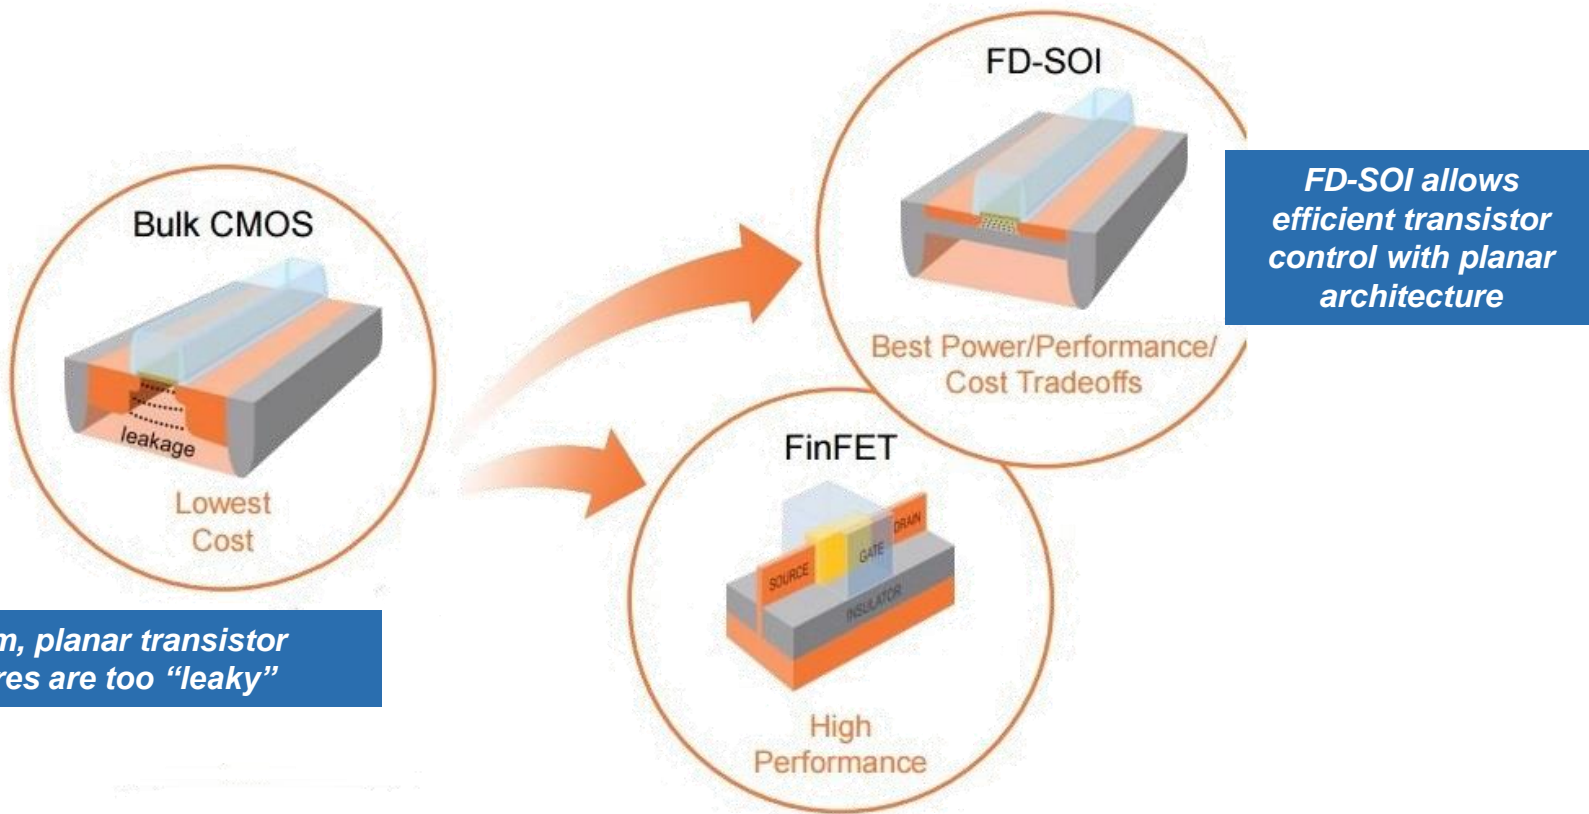 FD-SOI
FD-SOI allows
efficient transistor
control with planar
architecture
Best Power/Performance/
Cost Tradeoffs
Bulk CMOS
leakage
Lowest
Cost
m, planar transistor
res are too “leaky”
FinFET
SOURCE
GATE
DRAIN
INSULATOR
High
Performance